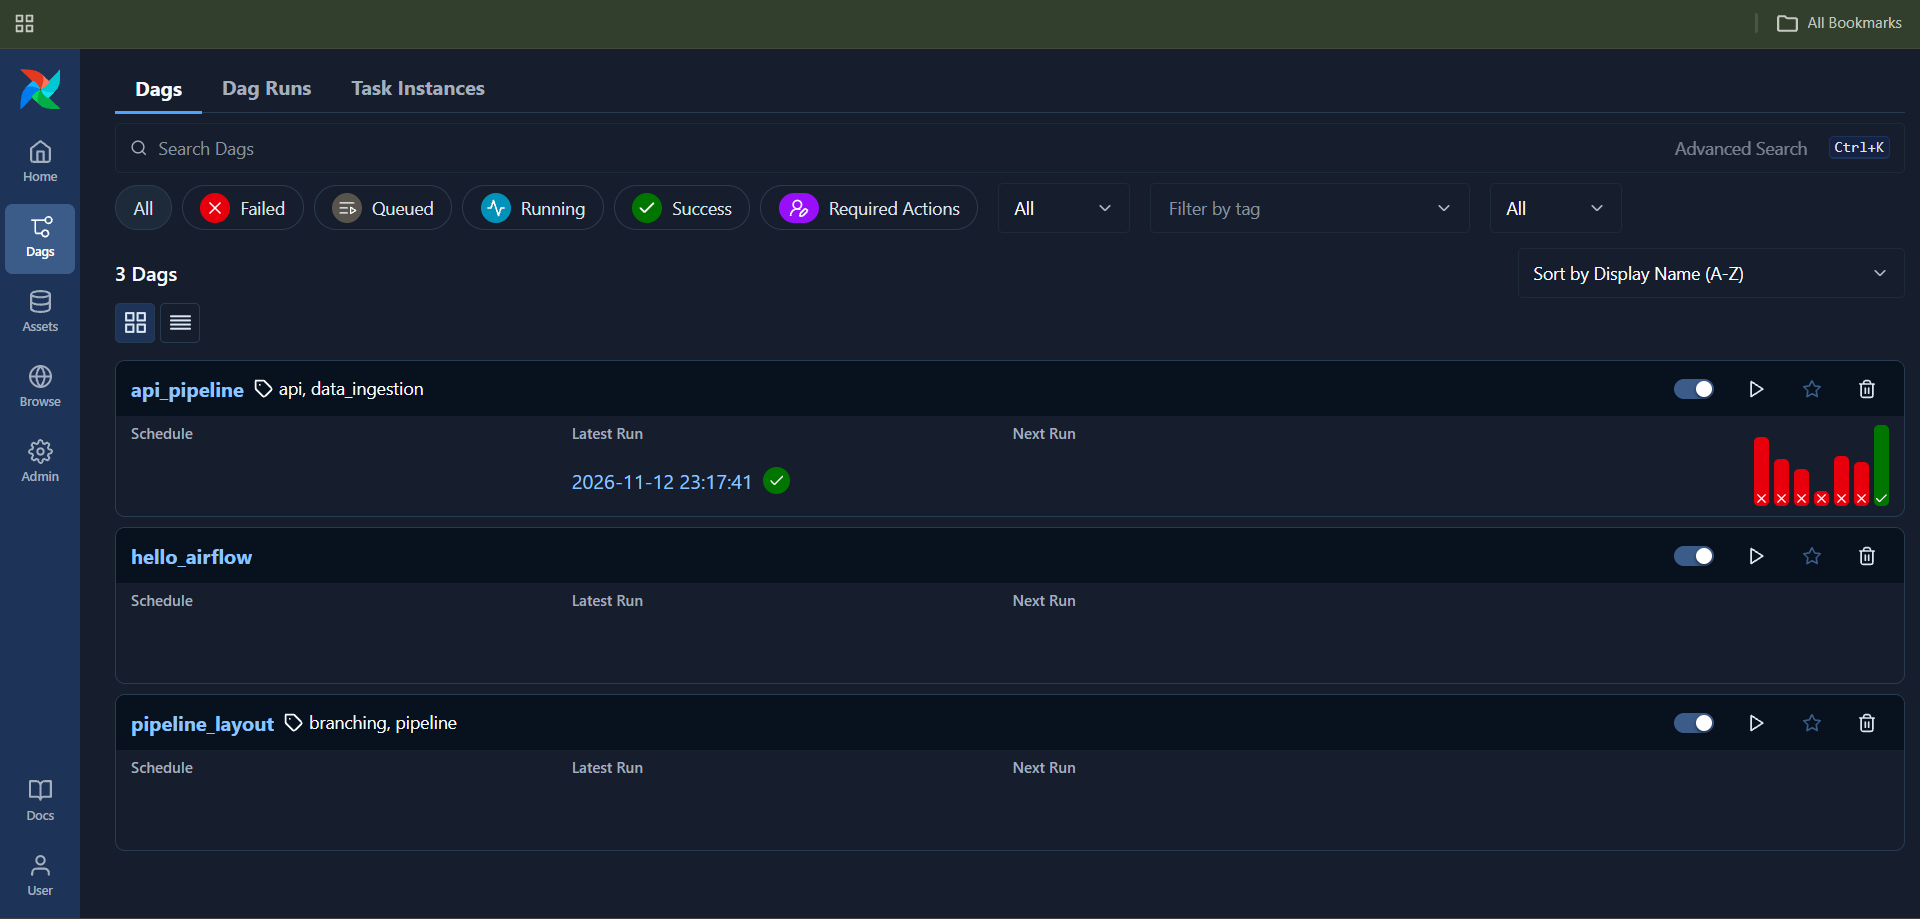 All Bookmarks
Dags Dag Runs Task Instances
Search Dags Advanced Search Ctrl+K
Home
All Failed Queued Running Success Required Actions All Filter by tag All
Dags
3 Dags Sort by Display Name (A-Z)
Assets
api_pipeline api, data_ingestion
Browse
Schedule Latest Run Next Run
Admin
2026-11-12 23:17:41
hello_airflow
Schedule Latest Run Next Run
pipeline_layout branching, pipeline
Schedule Latest Run Next Run
Docs
User